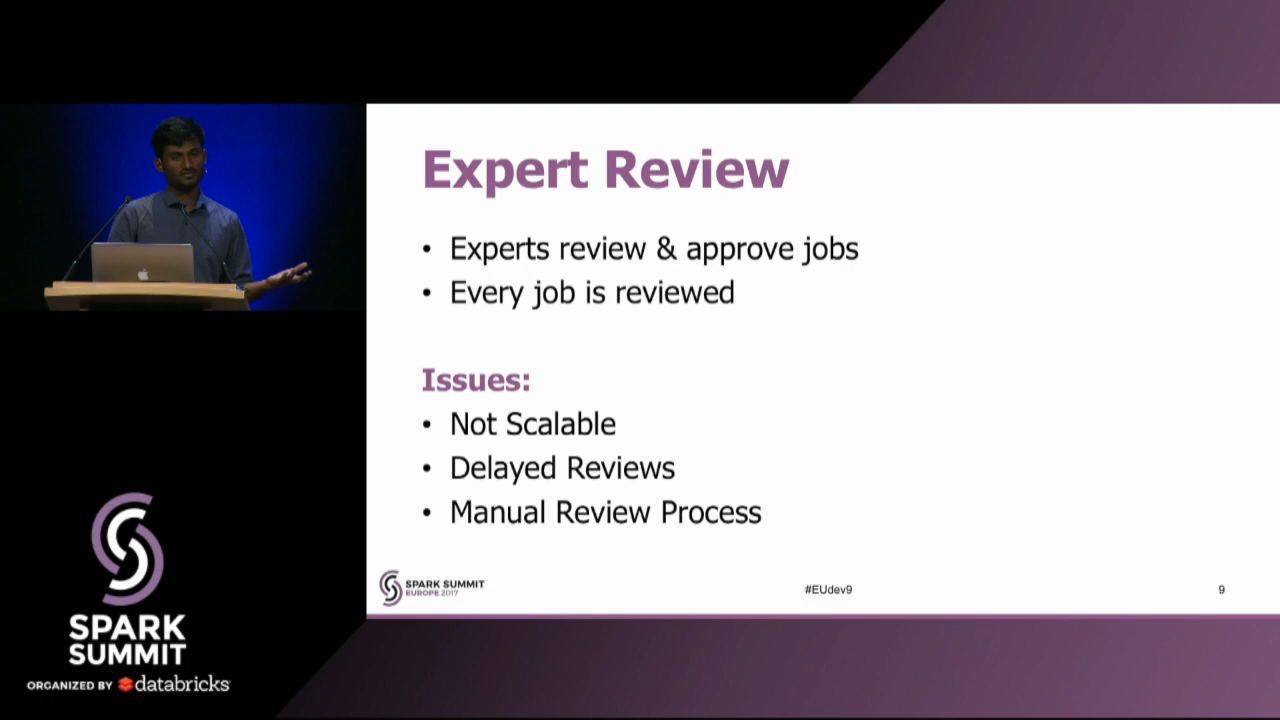 Expert Review
• Experts review & approve jobs
• Every job is reviewed
Issues:
• Not Scalable
• Delayed Reviews
• Manual Review Process
SPARK SUMMIT
EUROPE 2017
#EUdev9
9
SPARK
SUMMIT
ORGANIZED BY databricks